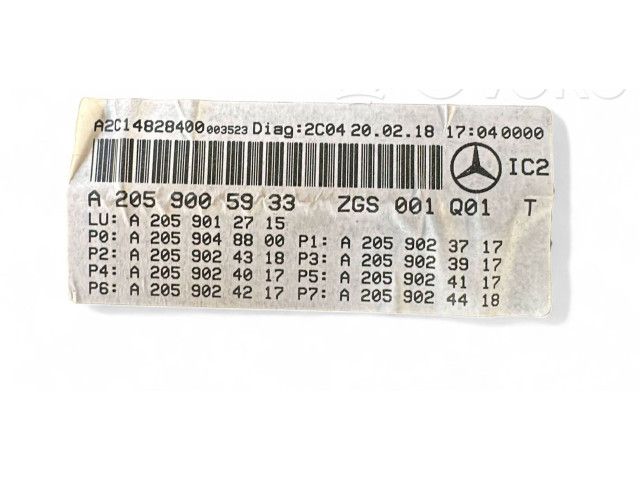 A2C14828400 003523 Diag:2C04 20.02.18 17:04 0000
IC2
A 205 900 59 33 ZGS 001 Q01 T
LU: A 205 901 27 15
P0: A 205 904 88 00 P1: A 205 902 37 17
P2: A 205 902 43 18 P3: A 205 902 39 17
P4: A 205 902 40 17 P5: A 205 902 41 17
P6: A 205 902 42 17 P7: A 205 902 44 18